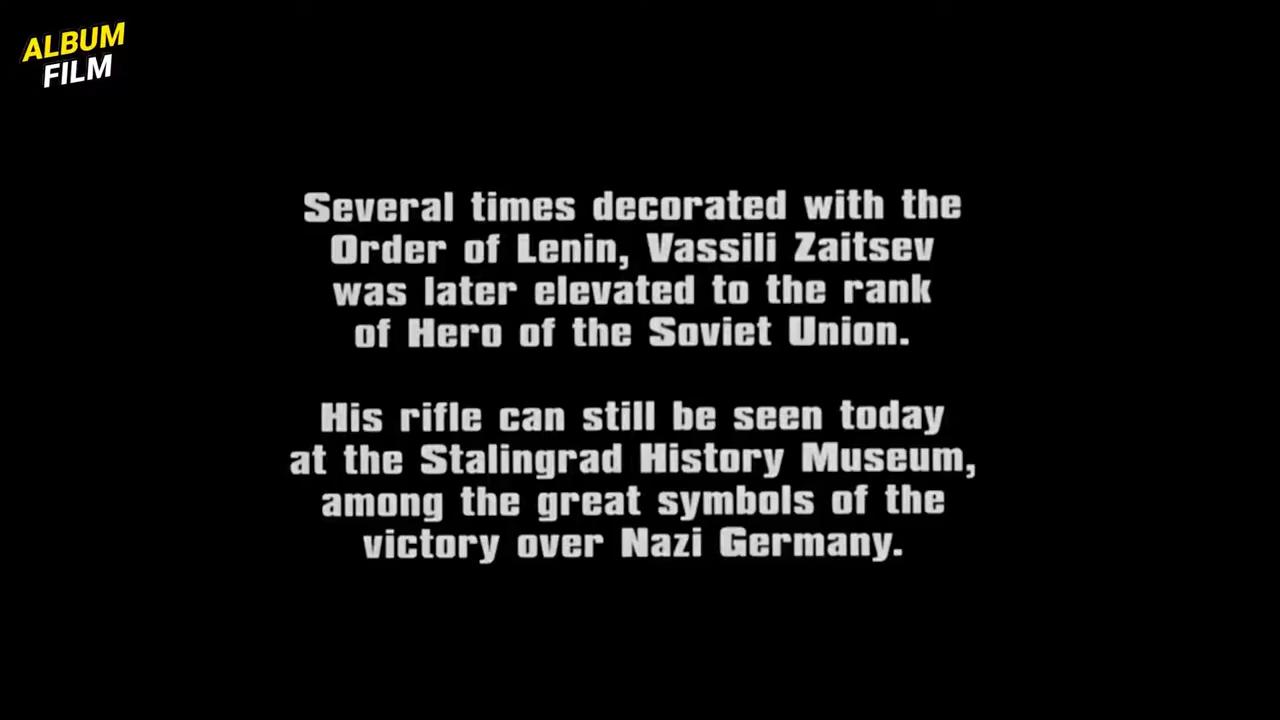 ALBUM
FILM
Several times decorated with the
Order of Lenin, Vassili Zaitsev
was later elevated to the rank
of Hero of the Soviet Union.
His rifle can still be seen today
at the Stalingrad History Museum,
among the great symbols of the
victory over Nazi Germany.